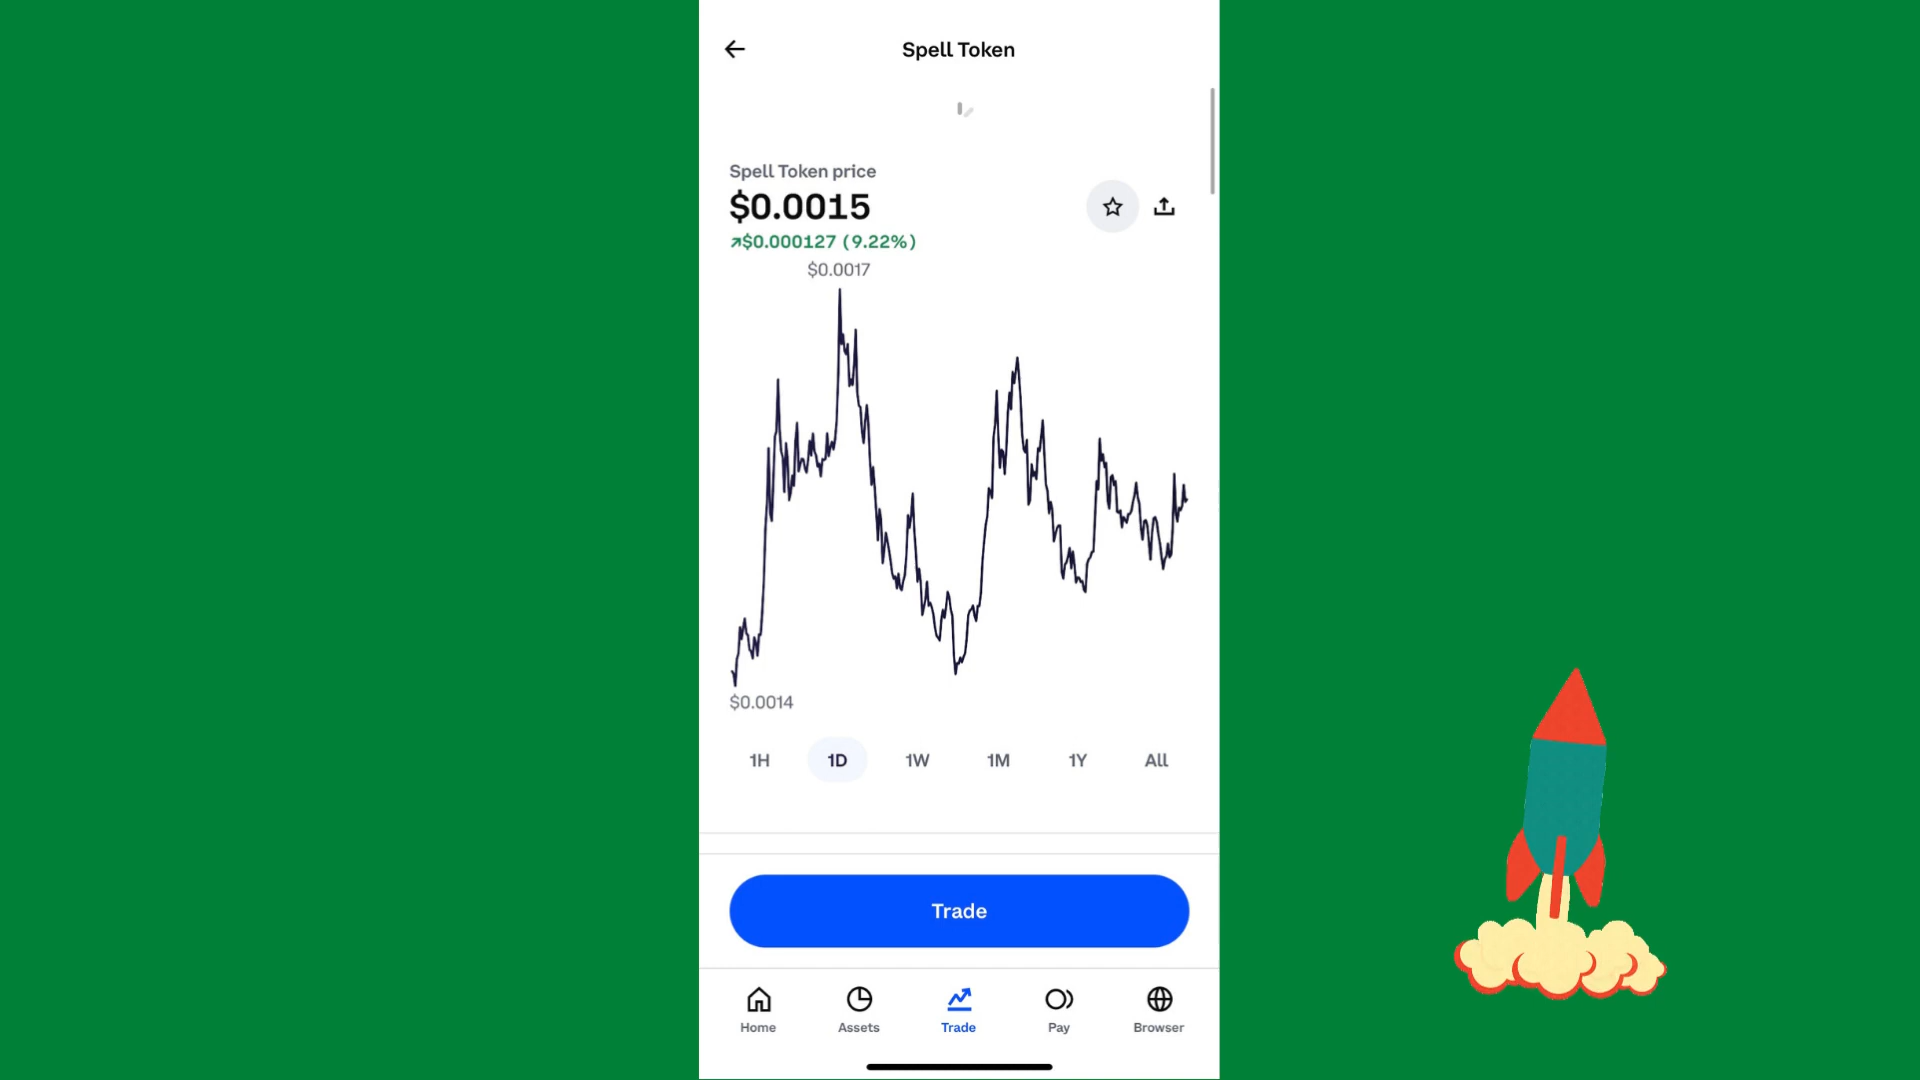 Spell Token
Spell Token price
$0.0015
↗$0.000127 (9.22%)
$0.0017
$0.0014
1H 1D 1W 1M 1Y All
Trade
Home Assets Trade Pay Browser